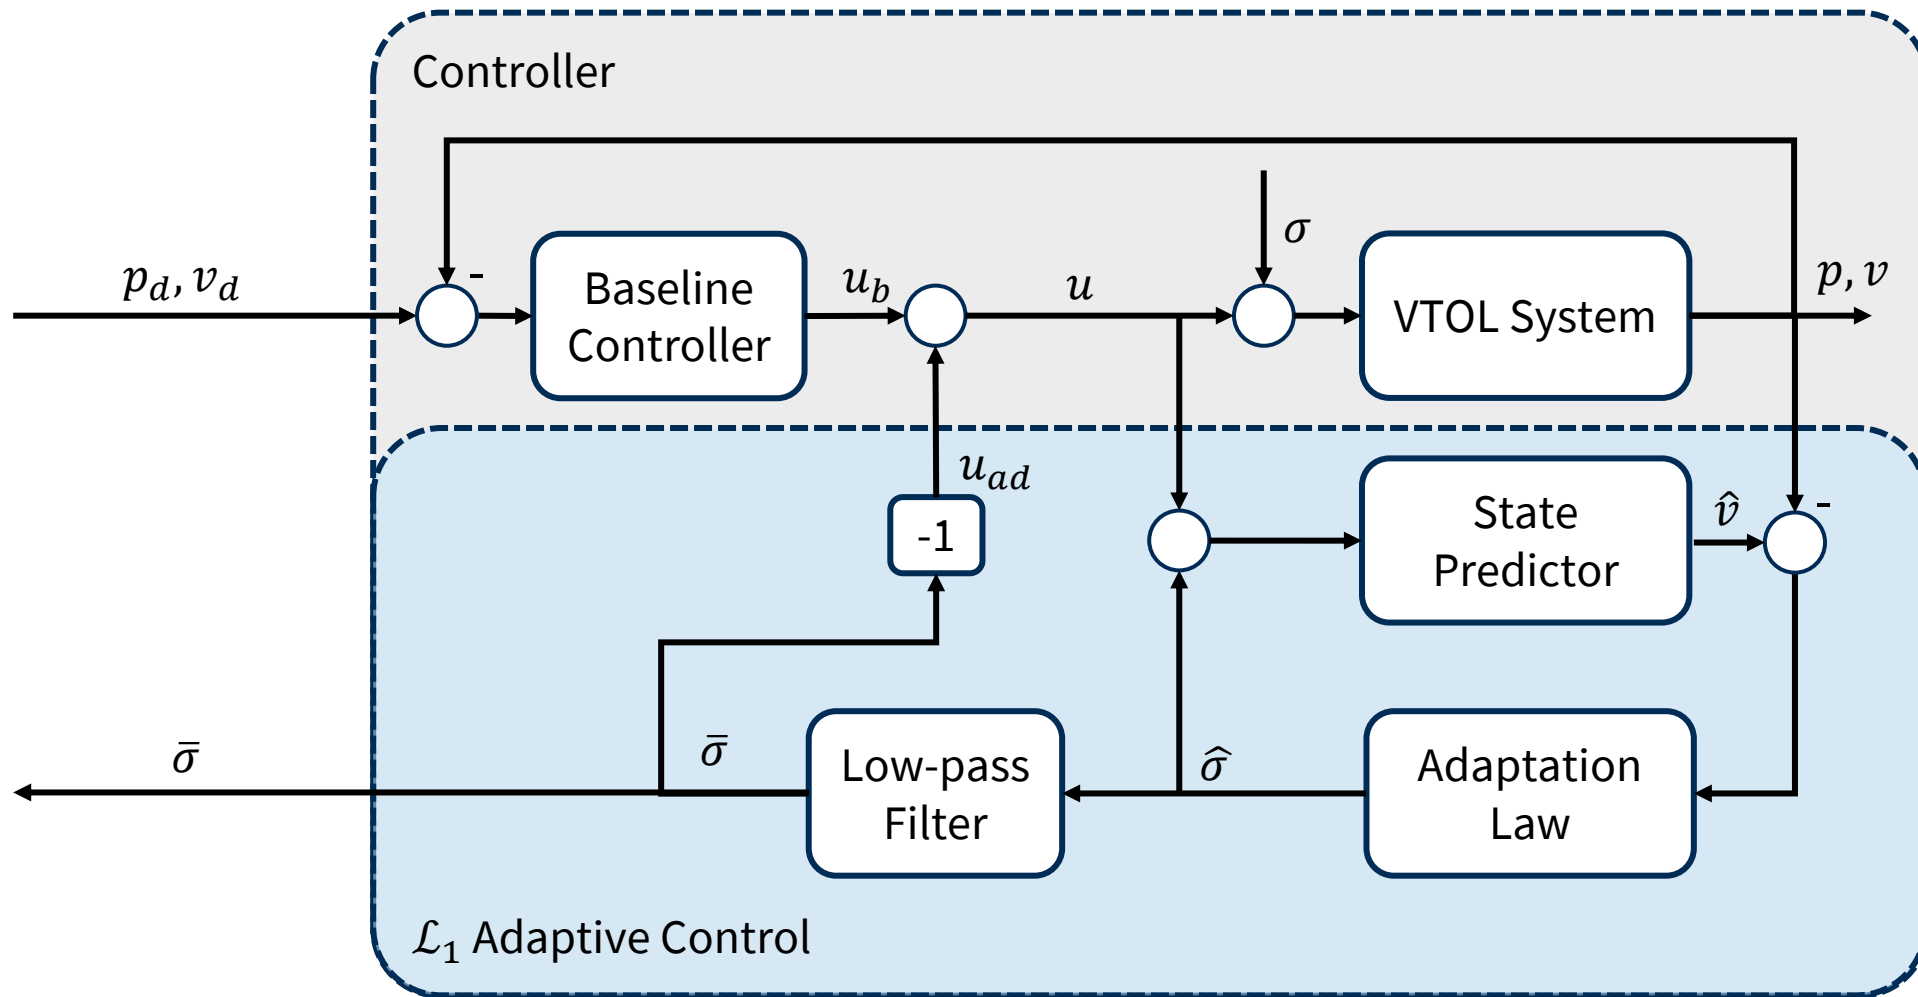 Controller
σ
-
p_d, v_d
Baseline
Controller
u_b
u
VTOL System
p, v
u_ad
-1
State
Predictor
v̂
-
σ̄
σ̄
Low-pass
Filter
σ̂
Adaptation
Law
ℒ₁ Adaptive Control